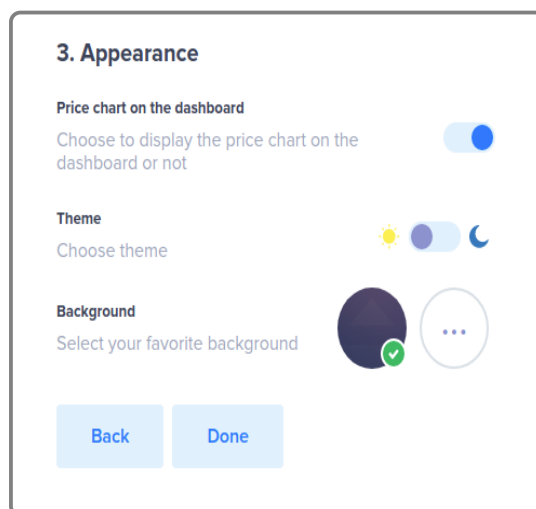 3. Appearance
Price chart on the dashboard
Choose to display the price chart on the
dashboard or not
Theme
Choose theme
Background
Select your favorite background
...
Back
Done